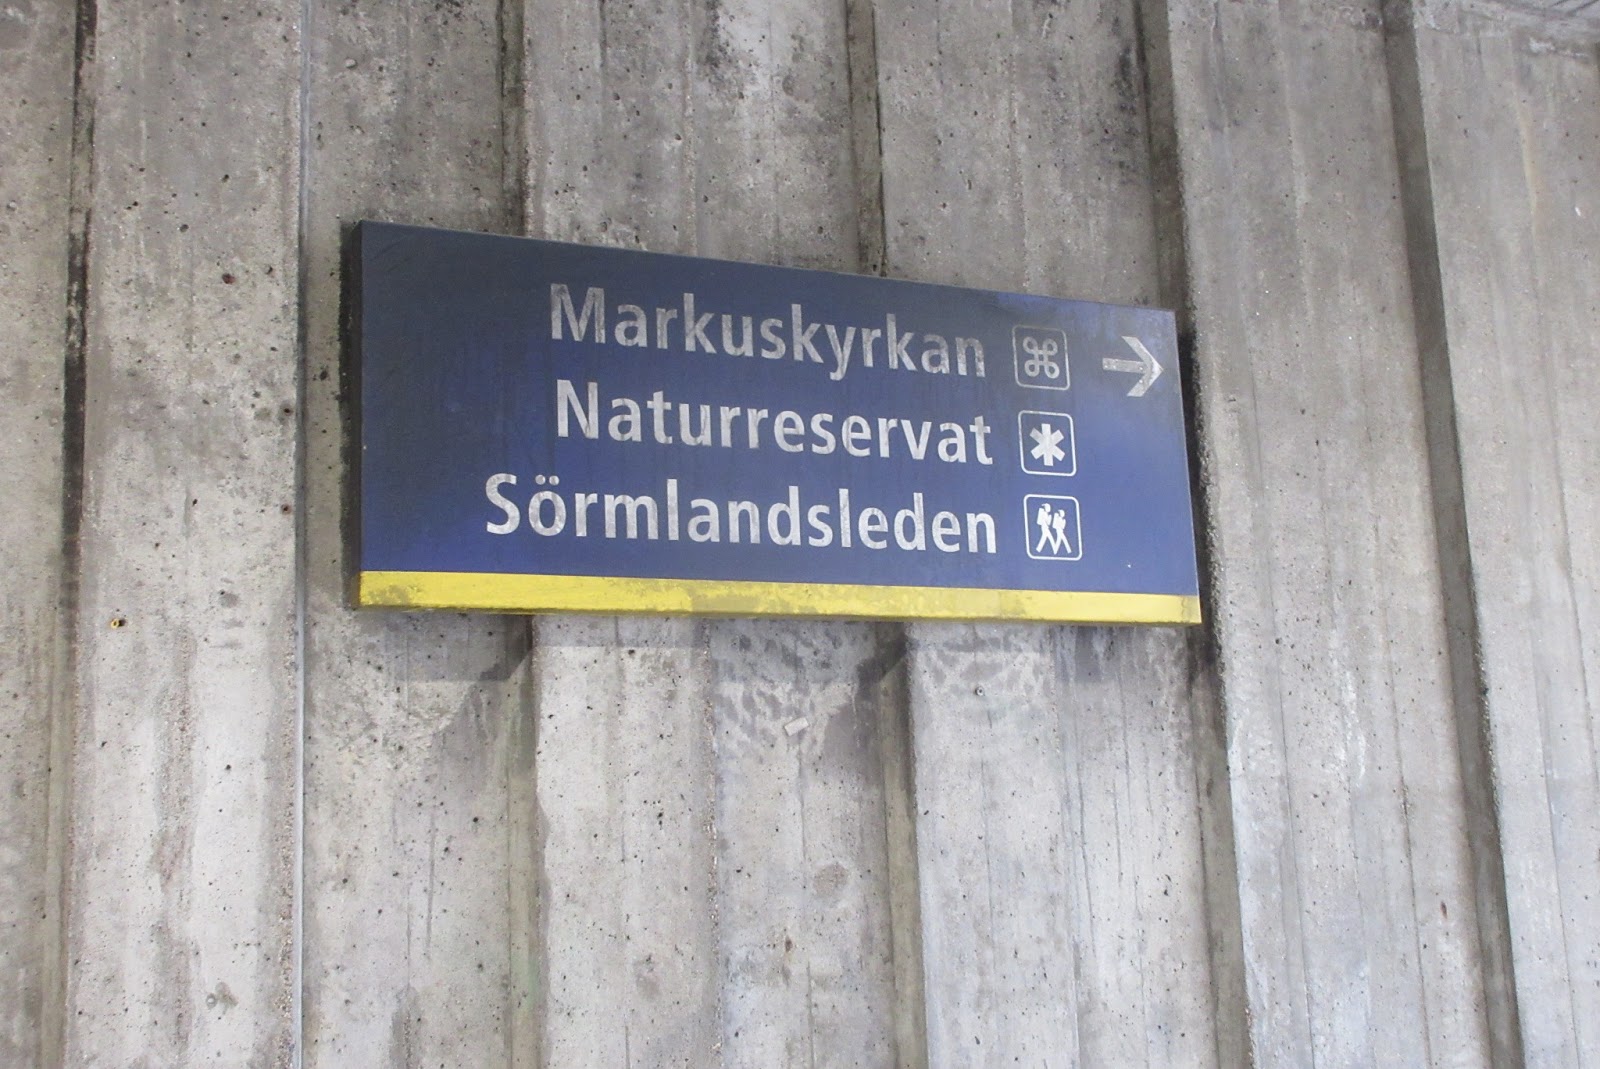 Markuskyrkan
Naturreservat
Sörmlandsleden